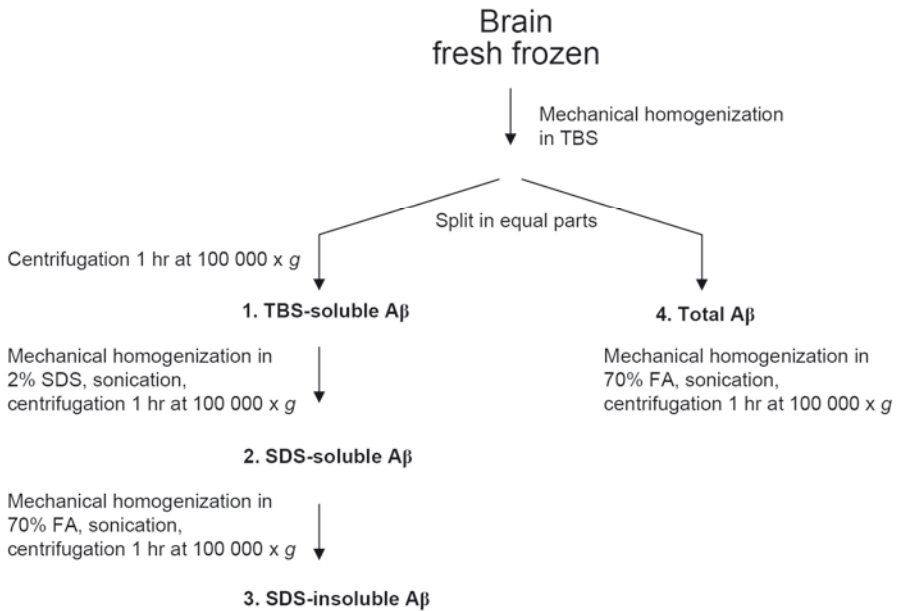 Brain
fresh frozen
Mechanical homogenization
in TBS
Split in equal parts
Centrifugation 1 hr at 100 000 x g
1. TBS-soluble Aβ
4. Total Aβ
Mechanical homogenization in
2% SDS, sonication,
centrifugation 1 hr at 100 000 x g
Mechanical homogenization in
70% FA, sonication,
centrifugation 1 hr at 100 000 x g
2. SDS-soluble Aβ
Mechanical homogenization in
70% FA, sonication,
centrifugation 1 hr at 100 000 x g
3. SDS-insoluble Aβ